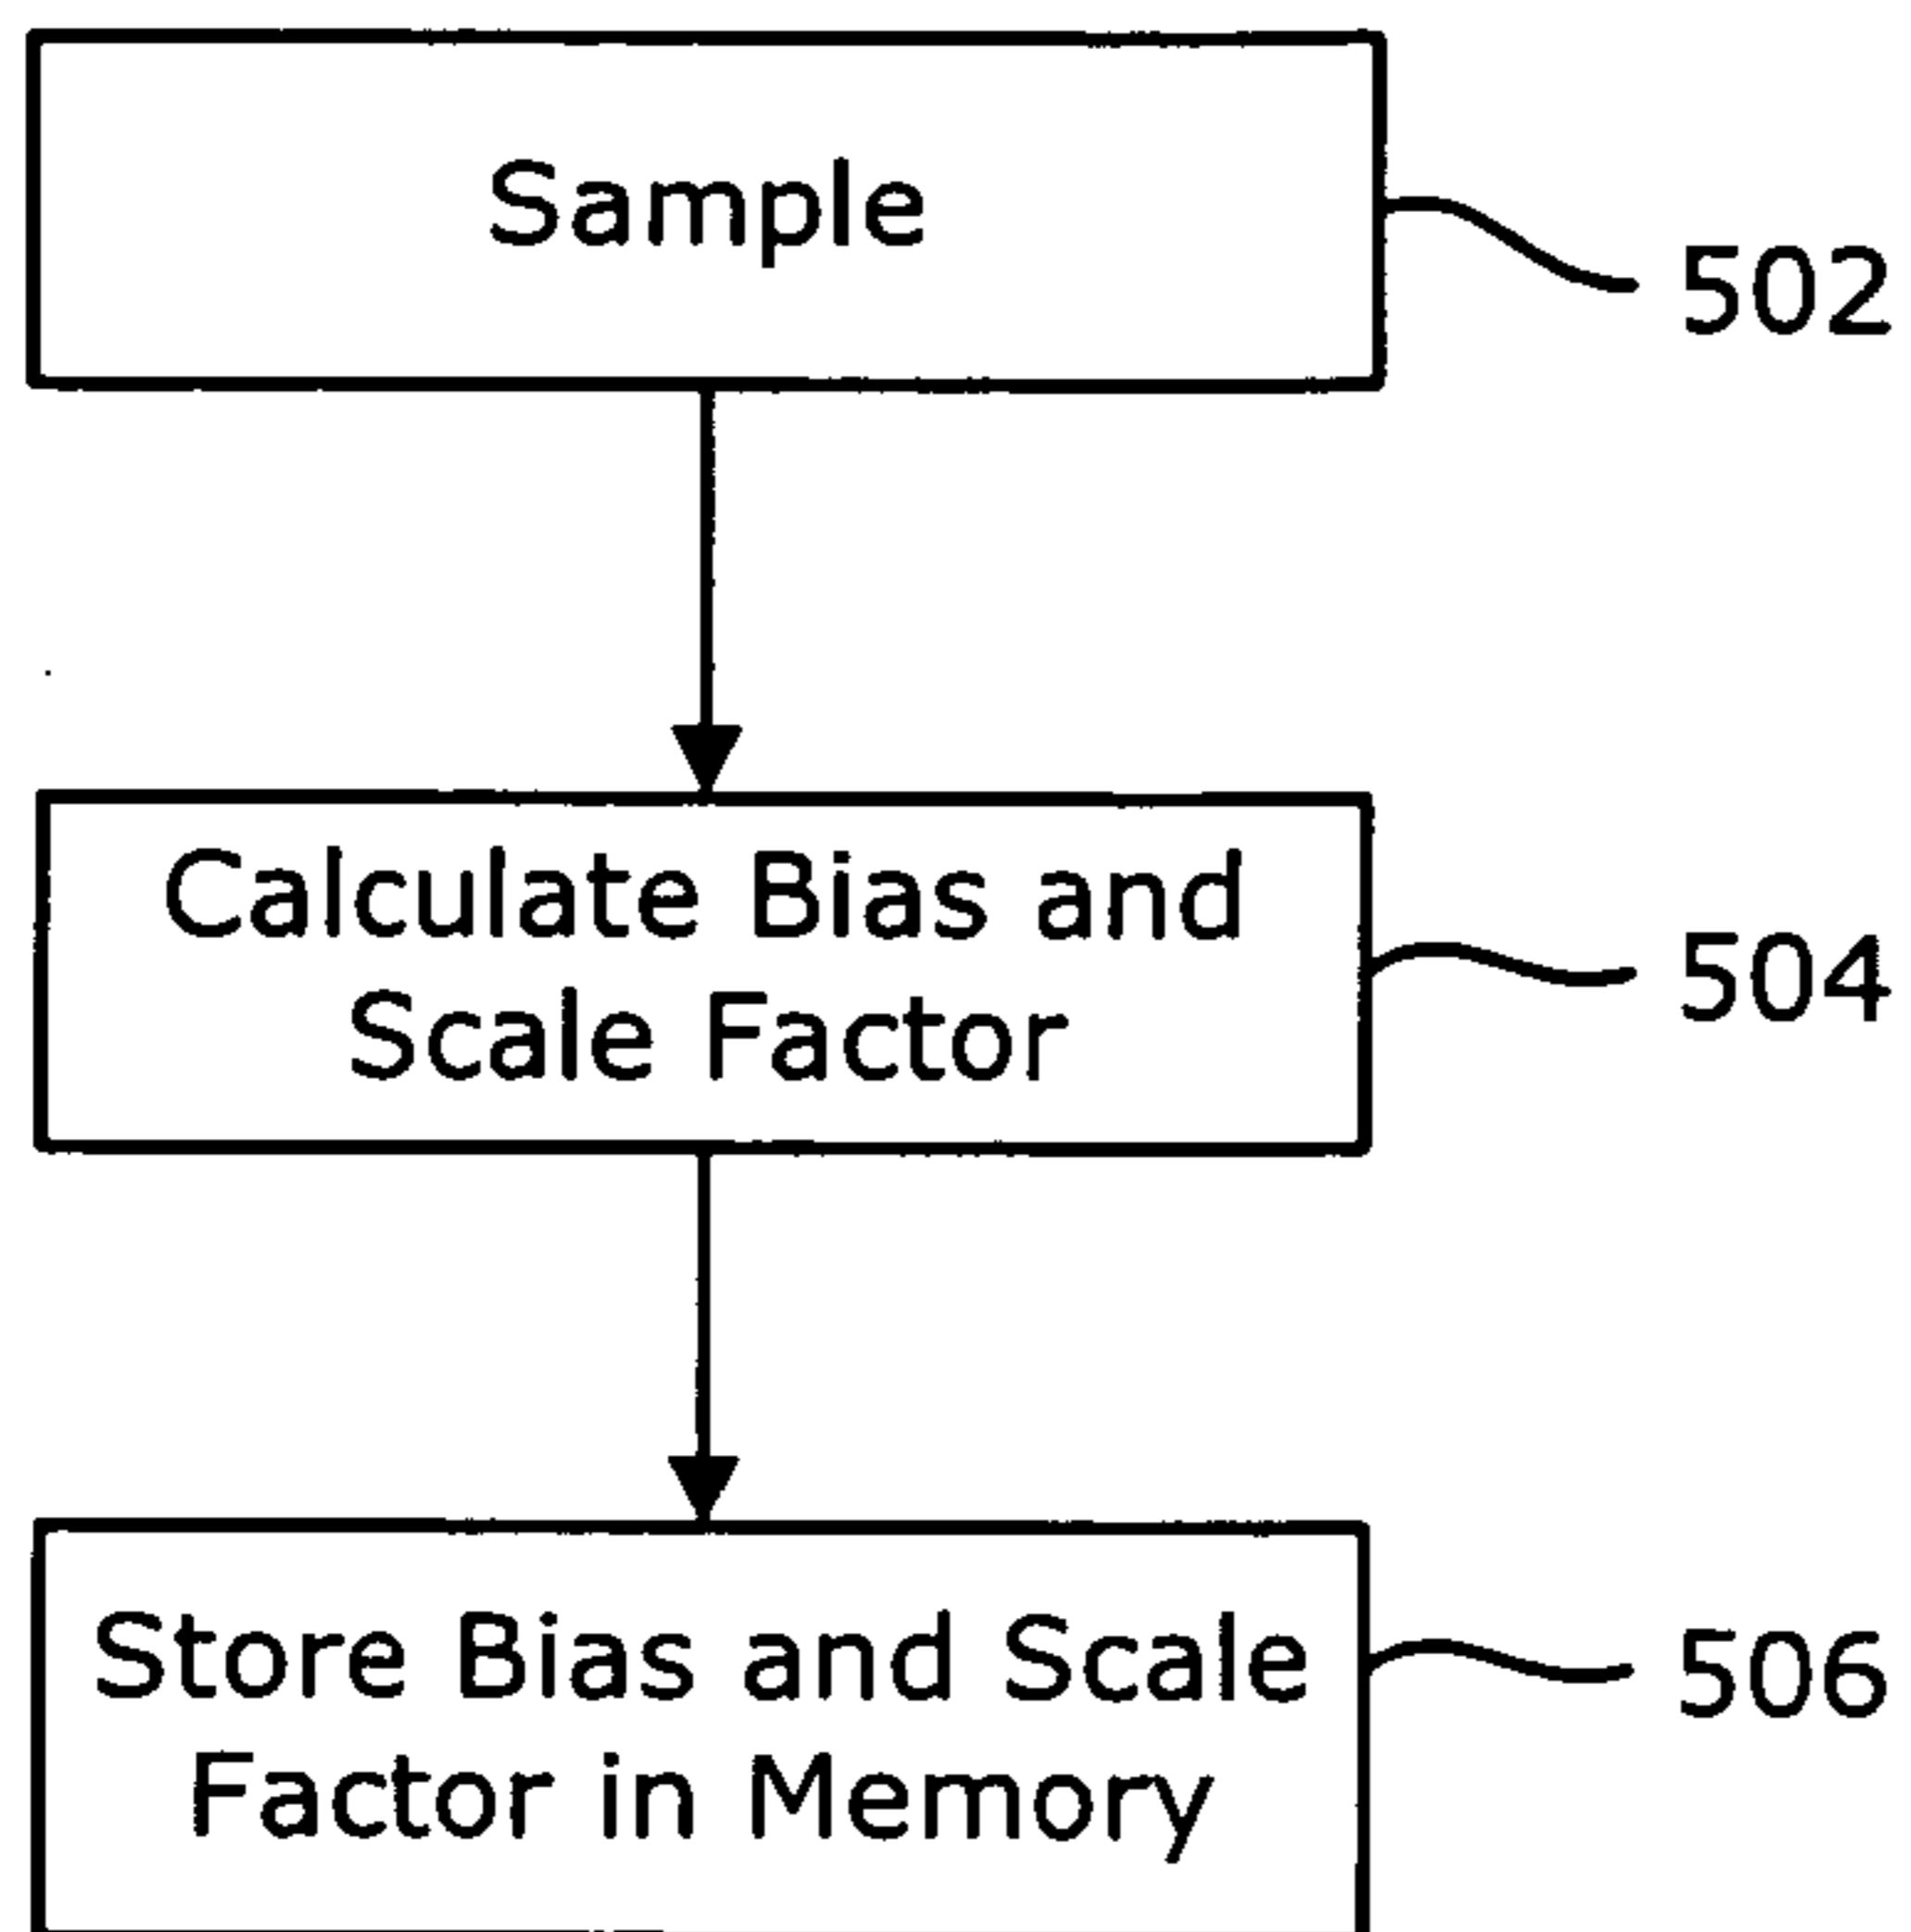 Sample
502
Calculate Bias and
Scale Factor
504
Store Bias and Scale
Factor in Memory
506